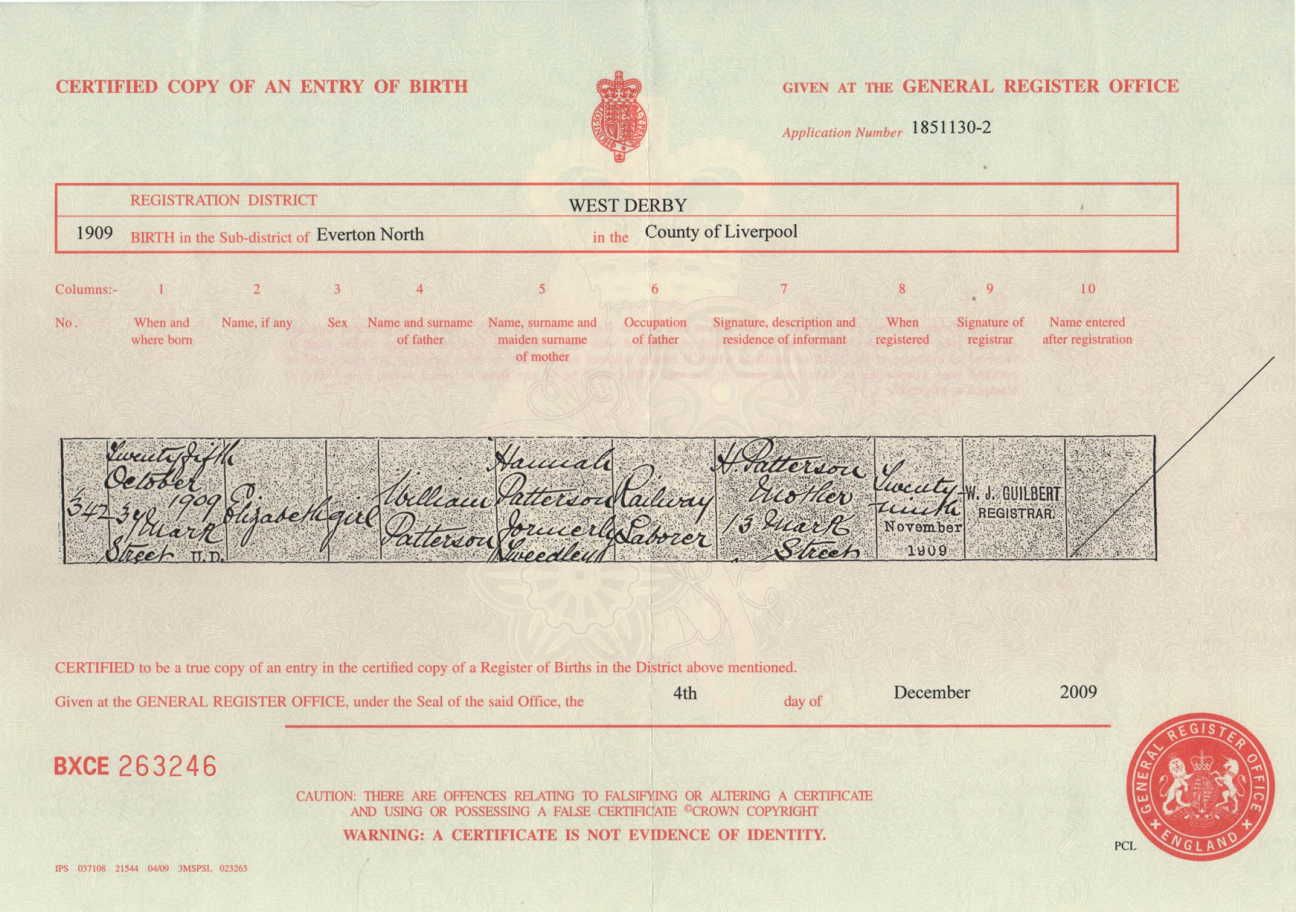 CERTIFIED COPY OF AN ENTRY OF BIRTH
GIVEN AT THE GENERAL REGISTER OFFICE
Application Number 1851130-2
REGISTRATION DISTRICT WEST DERBY
1909 BIRTH in the Sub-district of Everton North in the County of Liverpool
Columns:- 1 2 3 4 5 6 7 8 9 10
No. When and where born Name, if any Sex Name and surname of father Name, surname and maiden surname of mother Occupation of father Signature, description and residence of informant When registered Signature of registrar Name entered after registration
342
Twenty fifth
October
1909
Mark
Street U.D.
Elizabeth
girl
William
Patterson
Hannah
Patterson
formerly
Railway
Laborer
H Patterson
Mother
13 Mark
Street
Twenty
ninth
November
1909
W. J. GUILBERT
REGISTRAR.
CERTIFIED to be a true copy of an entry in the certified copy of a Register of Births in the District above mentioned.
Given at the GENERAL REGISTER OFFICE, under the Seal of the said Office, the 4th day of December 2009
BXCE 263246
CAUTION: THERE ARE OFFENCES RELATING TO FALSIFYING OR ALTERING A CERTIFICATE
AND USING OR POSSESSING A FALSE CERTIFICATE ©CROWN COPYRIGHT
WARNING: A CERTIFICATE IS NOT EVIDENCE OF IDENTITY.
GENERAL REGISTER OFFICE
ENGLAND
PCL
IPS 037108 21544 04/09 3MSPSL 023265